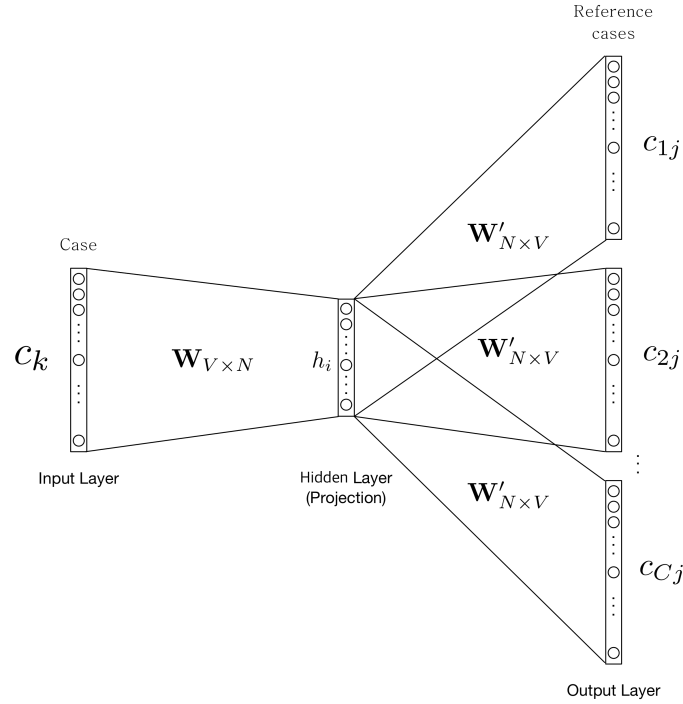 Reference
cases
c_{1j}
W'_{N×V}
Case
c_k
W_{V×N}
h_i
W'_{N×V}
c_{2j}
Input Layer
Hidden Layer
(Projection)
W'_{N×V}
c_{Cj}
Output Layer